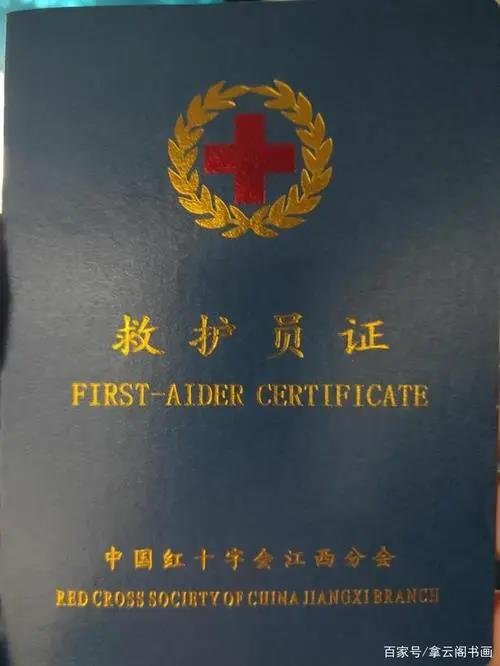 救护员证
FIRST-AIDER CERTIFICATE
中国红十字会江西分会
RED CROSS SOCIETY OF CHINA JIANGXI BRANCH
百家号/拿云阁书画